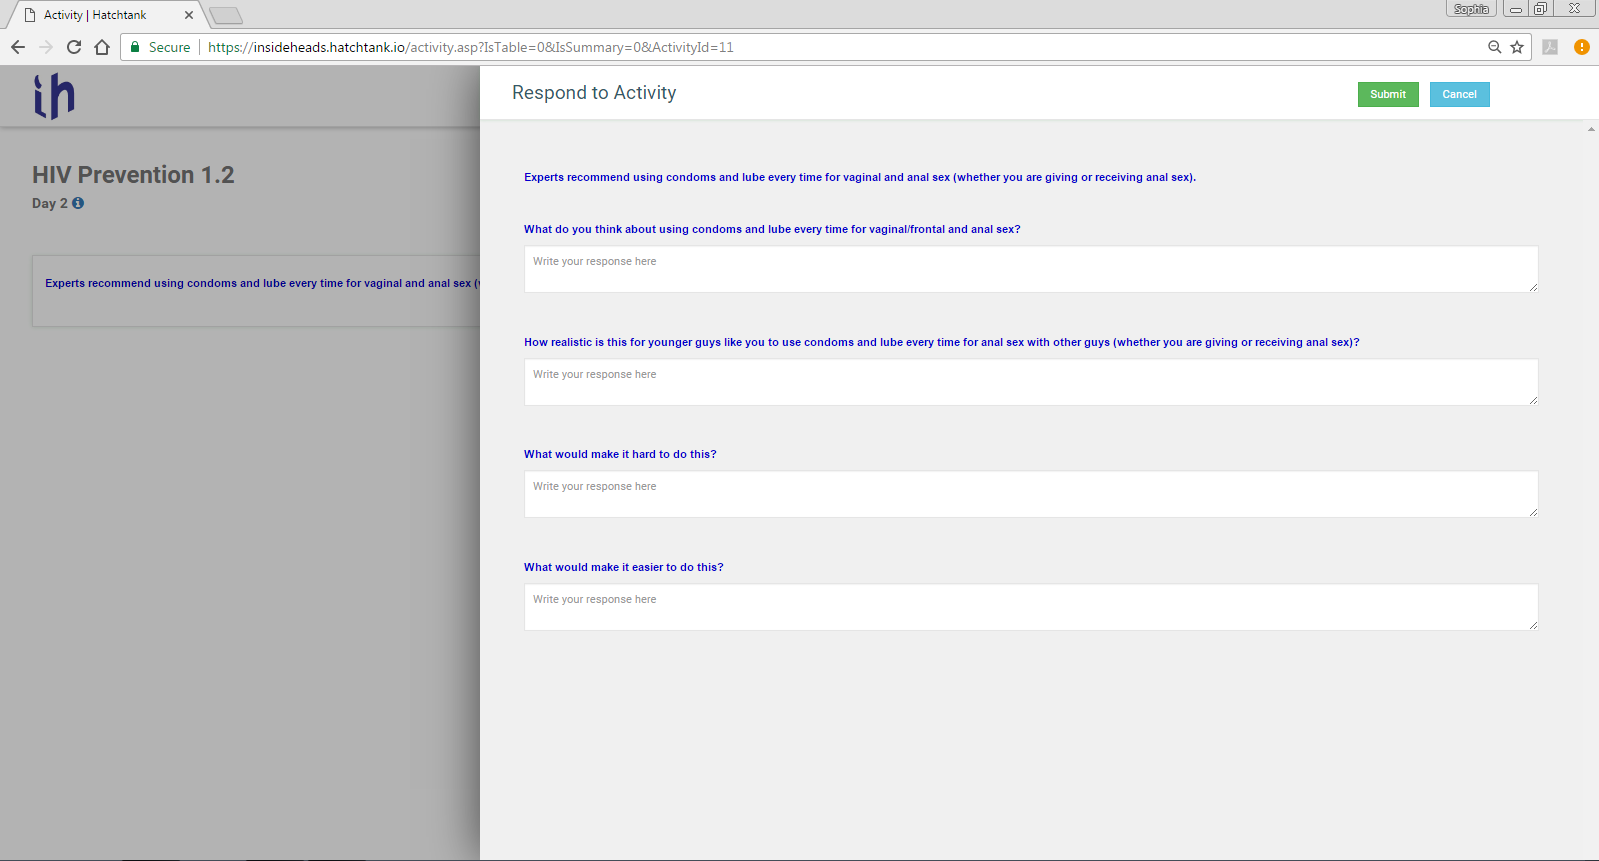 Activity | Hatchtank
Sophia
Secure
https://insideheads.hatchtank.io/activity.asp?IsTable=0&IsSummary=0&ActivityId=11
ih
Respond to Activity
Submit
Cancel
HIV Prevention 1.2
Day 2
Experts recommend using condoms and lube every time for vaginal and anal sex (
Experts recommend using condoms and lube every time for vaginal and anal sex (whether you are giving or receiving anal sex).
What do you think about using condoms and lube every time for vaginal/frontal and anal sex?
Write your response here
How realistic is this for younger guys like you to use condoms and lube every time for anal sex with other guys (whether you are giving or receiving anal sex)?
Write your response here
What would make it hard to do this?
Write your response here
What would make it easier to do this?
Write your response here